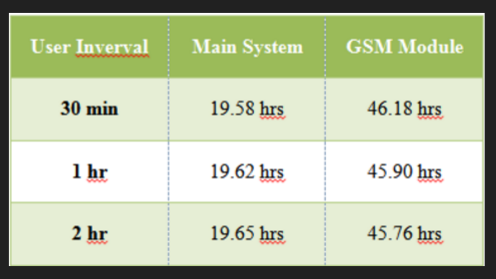 User Inverval Main System GSM Module
30 min 19.58 hrs 46.18 hrs
1 hr 19.62 hrs 45.90 hrs
2 hr 19.65 hrs 45.76 hrs